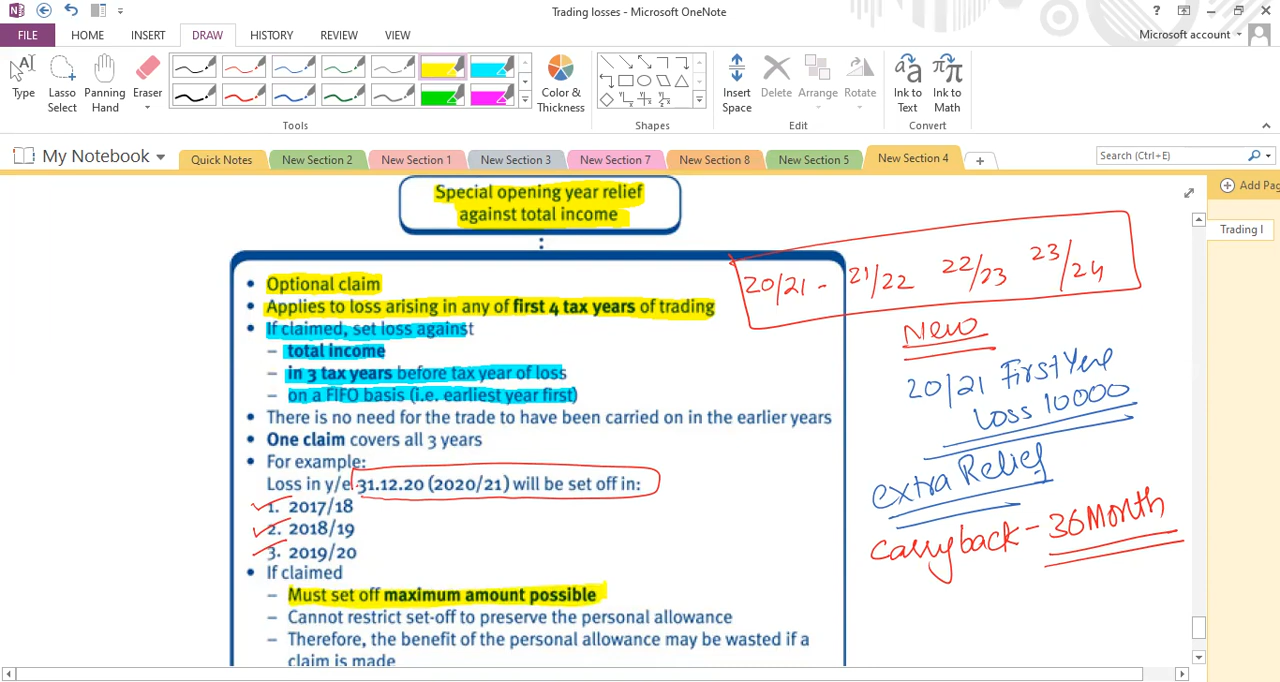 Trading losses - Microsoft OneNote
?
Microsoft account
FILE
HOME
INSERT
DRAW
HISTORY
REVIEW
VIEW
Type
Lasso Select
Panning Hand
Eraser
Color & Thickness
Insert Space
Delete
Arrange
Rotate
Ink to Text
Ink to Math
Tools
Shapes
Edit
Convert
My Notebook
Quick Notes
New Section 2
New Section 1
New Section 3
New Section 7
New Section 8
New Section 5
New Section 4
Search (Ctrl+E)
Add Pag
Trading l
Special opening year relief
against total income
• Optional claim
• Applies to loss arising in any of first 4 tax years of trading
• If claimed, set loss against
– total income
– in 3 tax years before tax year of loss
– on a FIFO basis (i.e. earliest year first)
• There is no need for the trade to have been carried on in the earlier years
• One claim covers all 3 years
• For example:
Loss in y/e 31.12.20 (2020/21) will be set off in:
1. 2017/18
2. 2018/19
3. 2019/20
• If claimed
– Must set off maximum amount possible
– Cannot restrict set-off to preserve the personal allowance
– Therefore, the benefit of the personal allowance may be wasted if a
claim is made
20/21 - 21/22 22/23 23/24
New
20/21 First Year
Loss 10000
extra Relief
Carryback - 36 Month